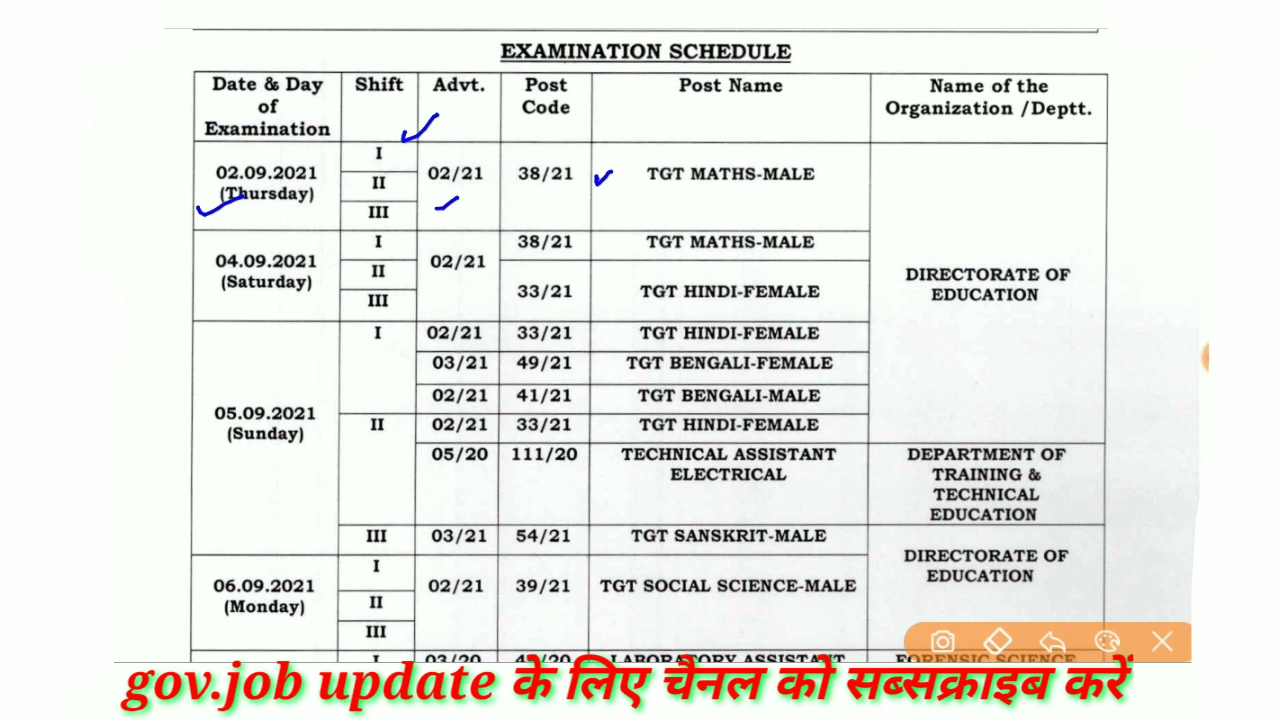 EXAMINATION SCHEDULE
Date & Day of Examination Shift Advt. Post Code Post Name Name of the Organization /Deptt.
02.09.2021 (Thursday) I II III 02/21 38/21 TGT MATHS-MALE DIRECTORATE OF EDUCATION
04.09.2021 (Saturday) I 02/21 38/21 TGT MATHS-MALE
II III 33/21 TGT HINDI-FEMALE
05.09.2021 (Sunday) I 02/21 33/21 TGT HINDI-FEMALE
03/21 49/21 TGT BENGALI-FEMALE
02/21 41/21 TGT BENGALI-MALE
II 02/21 33/21 TGT HINDI-FEMALE
05/20 111/20 TECHNICAL ASSISTANT ELECTRICAL DEPARTMENT OF TRAINING & TECHNICAL EDUCATION
III 03/21 54/21 TGT SANSKRIT-MALE DIRECTORATE OF EDUCATION
06.09.2021 (Monday) I II III 02/21 39/21 TGT SOCIAL SCIENCE-MALE
I 03/20 LABORATORY ASSISTANT FORENSIC SCIENCE
gov.job update के लिए चैनल को सब्सक्राइब करें